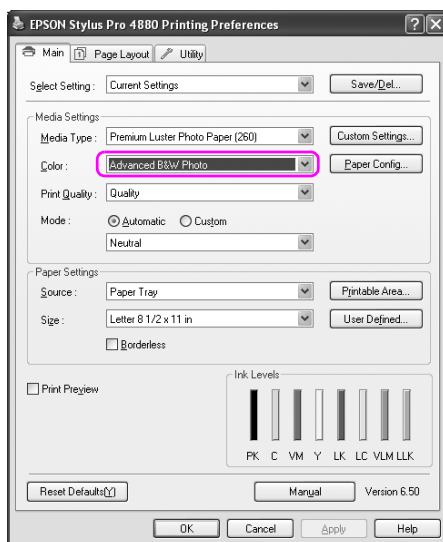 EPSON Stylus Pro 4880 Printing Preferences
Main Page Layout Utility
Select Setting : Current Settings Save/Del...
Media Settings
Media Type : Premium Luster Photo Paper (260) Custom Settings...
Color : Advanced B&W Photo Paper Config...
Print Quality : Quality
Mode : Automatic Custom
Neutral
Paper Settings
Source : Paper Tray Printable Area...
Size : Letter 8 1/2 x 11 in User Defined...
Borderless
Ink Levels
Print Preview
PK C VM Y LK LC VLM LLK
Reset Defaults(Y) Manual Version 6.50
OK Cancel Apply Help